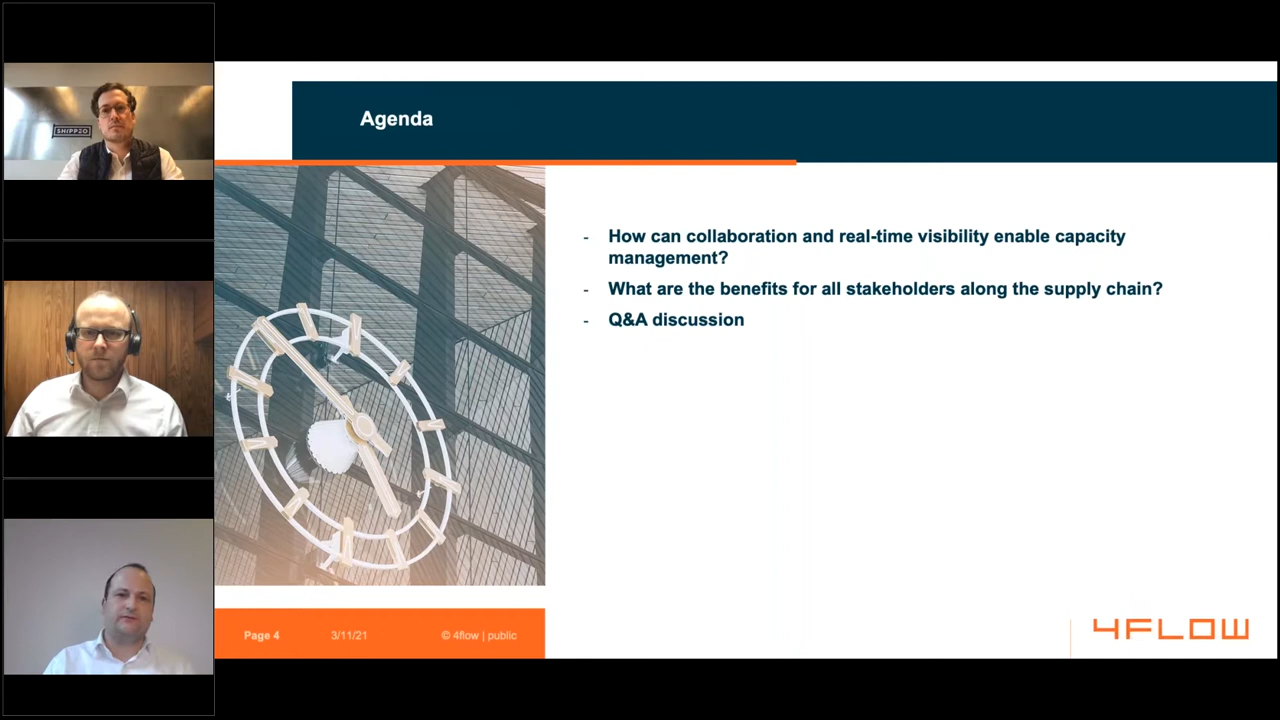 SHIPPEO
Agenda
- How can collaboration and real-time visibility enable capacity
management?
- What are the benefits for all stakeholders along the supply chain?
- Q&A discussion
Page 4 3/11/21 © 4flow | public
4FLOW